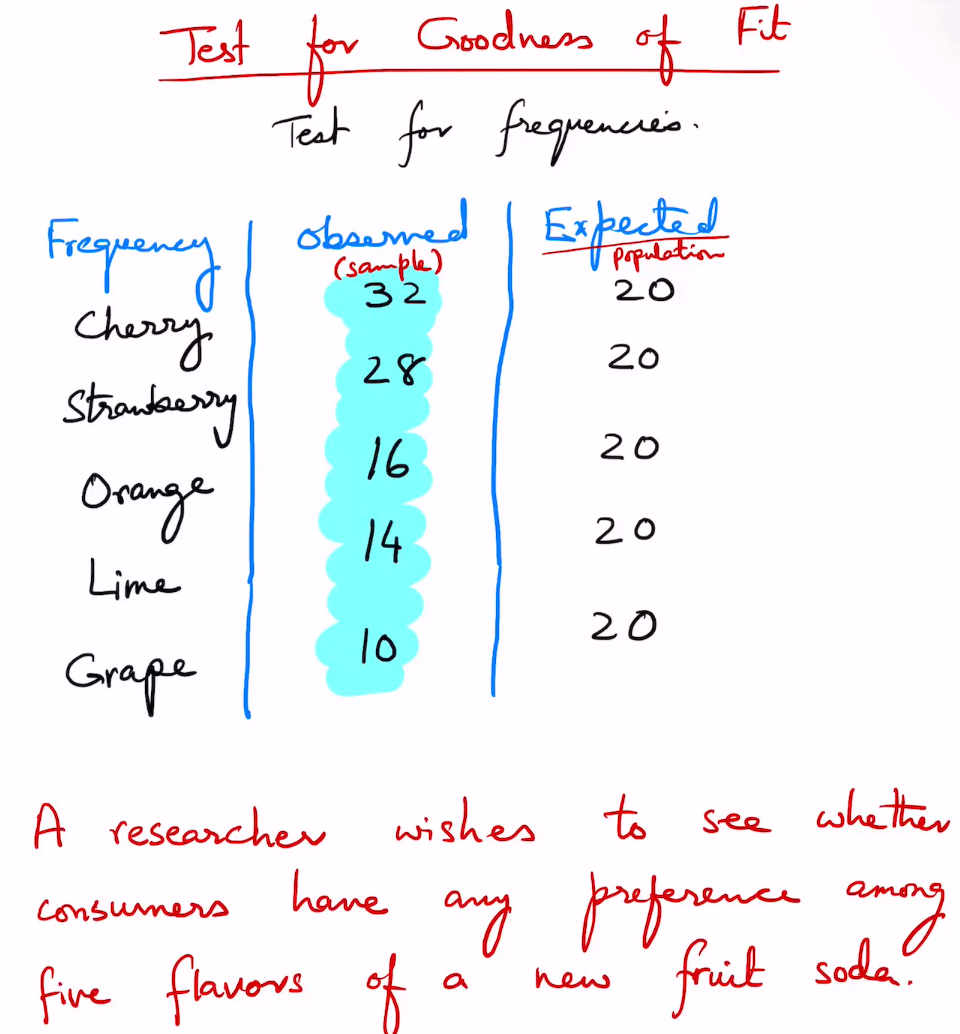 Test for Goodness of Fit
Test for frequencies.
Frequency observed Expected
(sample) population
Cherry 32 20
Strawberry 28 20
Orange 16 20
Lime 14 20
Grape 10 20
A researcher wishes to see whether
consumers have any preference among
five flavors of a new fruit soda.